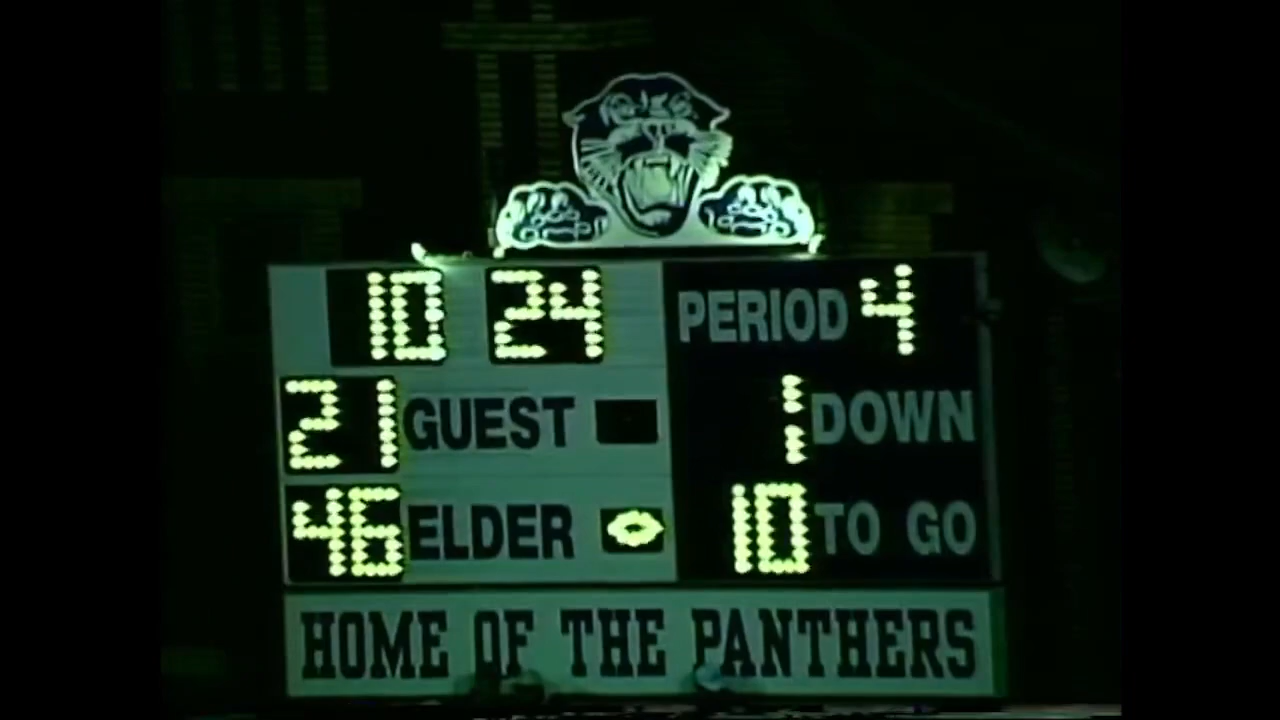 10 24
PERIOD 4
21 GUEST
1 DOWN
46 ELDER
10 TO GO
HOME OF THE PANTHERS